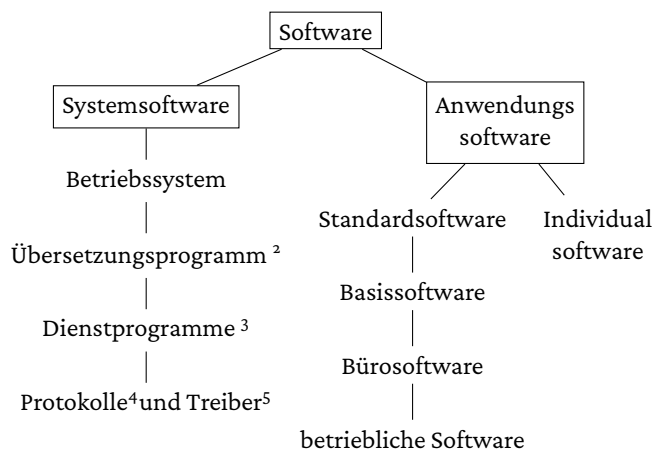 Software
Systemsoftware
Anwendungs
software
Betriebssystem
Standardsoftware
Individual
software
Übersetzungsprogramm ²
Basissoftware
Dienstprogramme ³
Bürosoftware
Protokolle⁴und Treiber⁵
betriebliche Software